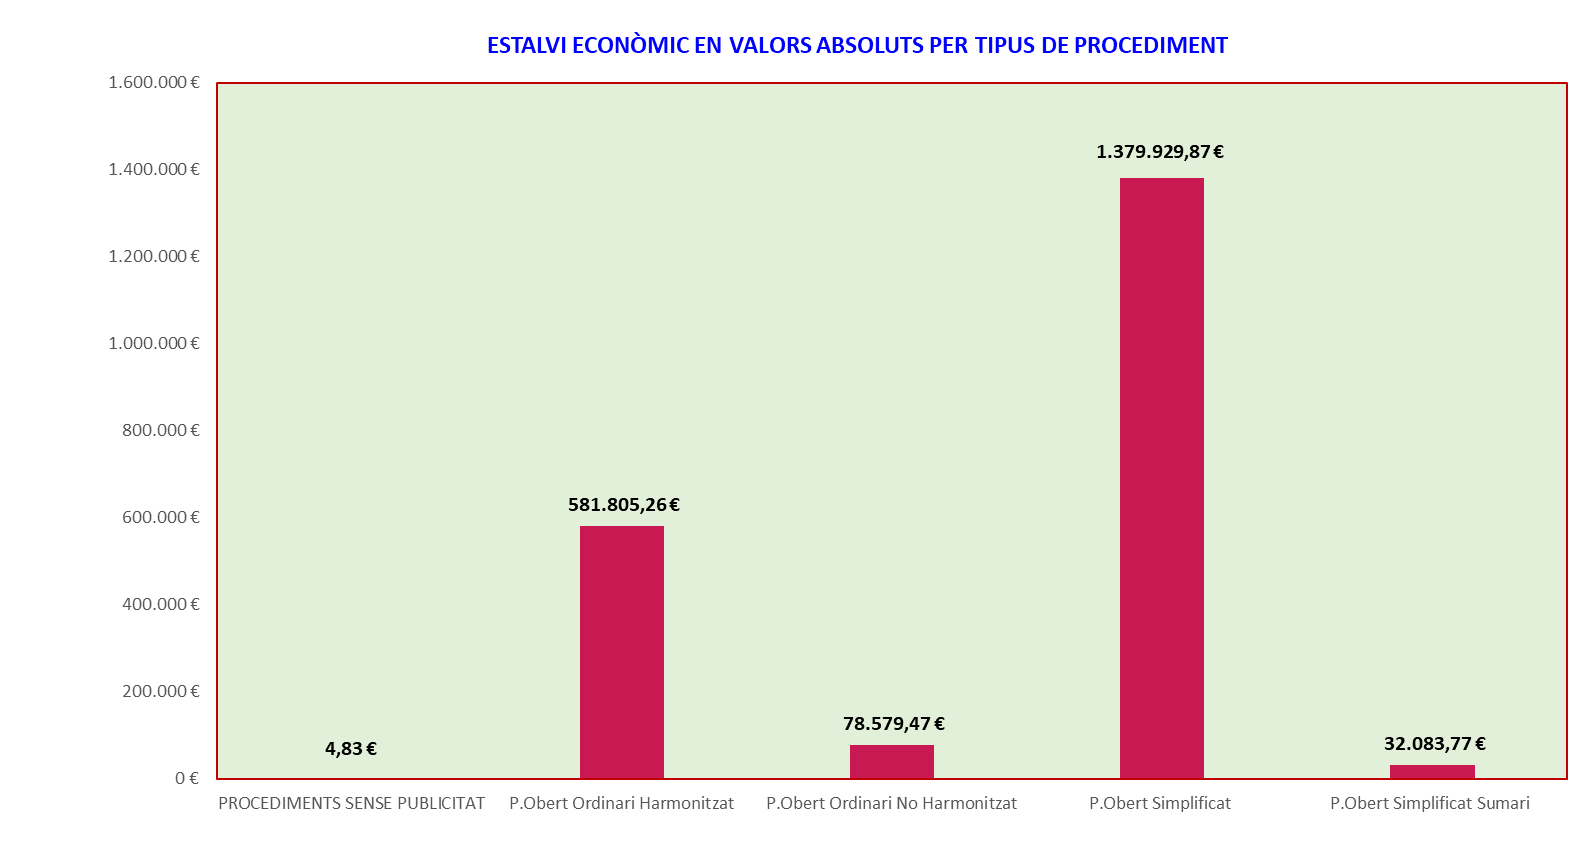 ESTALVI ECONÒMIC EN VALORS ABSOLUTS PER TIPUS DE PROCEDIMENT
1.600.000 €
1.400.000 €
1.200.000 €
1.000.000 €
800.000 €
600.000 €
400.000 €
200.000 €
0 €
4,83 €
581.805,26 €
78.579,47 €
1.379.929,87 €
32.083,77 €
PROCEDIMENTS SENSE PUBLICITAT
P.Obert Ordinari Harmonitzat
P.Obert Ordinari No Harmonitzat
P.Obert Simplificat
P.Obert Simplificat Sumari